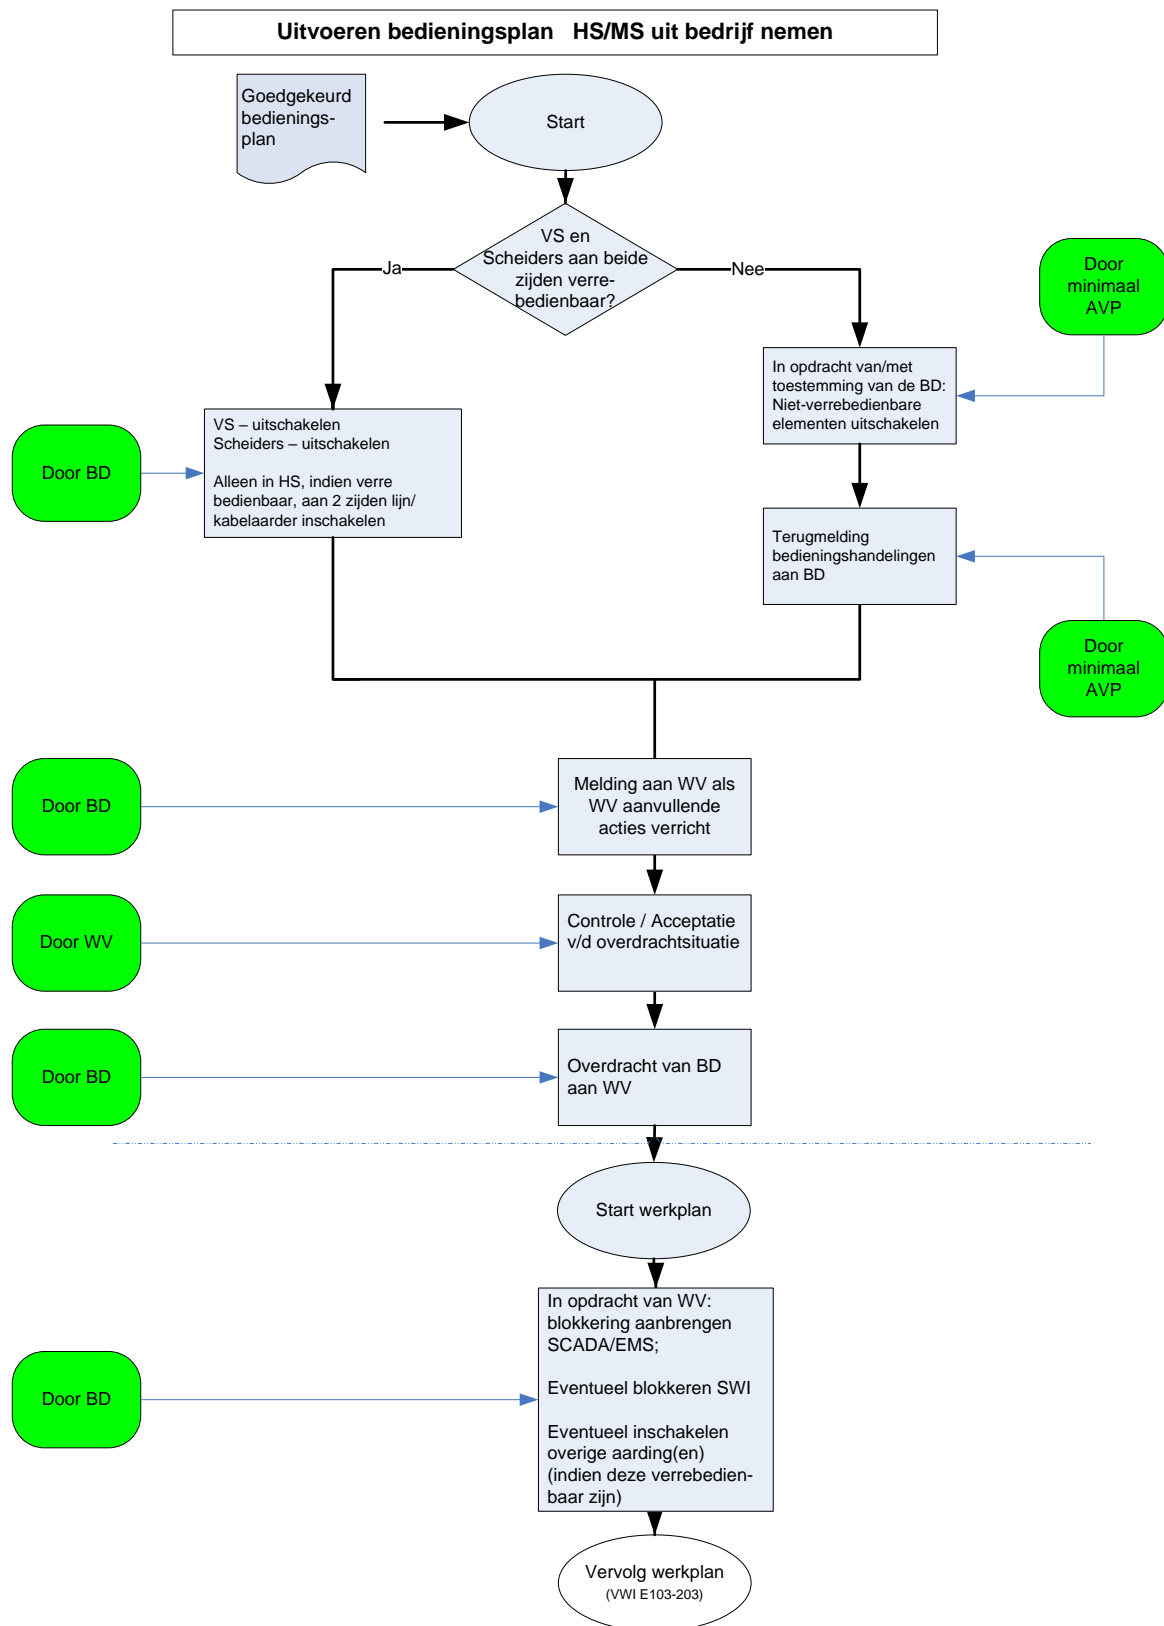 Uitvoeren bedieningsplan   HS/MS uit bedrijf nemen
Goedgekeurd
bedienings-
plan
Start
VS en
Scheiders aan beide
zijden verre-
bedienbaar?
Ja
Nee
Door
minimaal
AVP
In opdracht van/met
toestemming van de BD:
Niet-verrebedienbare
elementen uitschakelen
Door BD
VS – uitschakelen
Scheiders – uitschakelen
Alleen in HS, indien verre
bedienbaar, aan 2 zijden lijn/
kabelaarder inschakelen
Terugmelding
bedieningshandelingen
aan BD
Door
minimaal
AVP
Door BD
Melding aan WV als
WV aanvullende
acties verricht
Door WV
Controle / Acceptatie
v/d overdrachtsituatie
Door BD
Overdracht van BD
aan WV
Start werkplan
Door BD
In opdracht van WV:
blokkering aanbrengen
SCADA/EMS;
Eventueel blokkeren SWI
Eventueel inschakelen
overige aarding(en)
(indien deze verrebedien-
baar zijn)
Vervolg werkplan
(VWI E103-203)